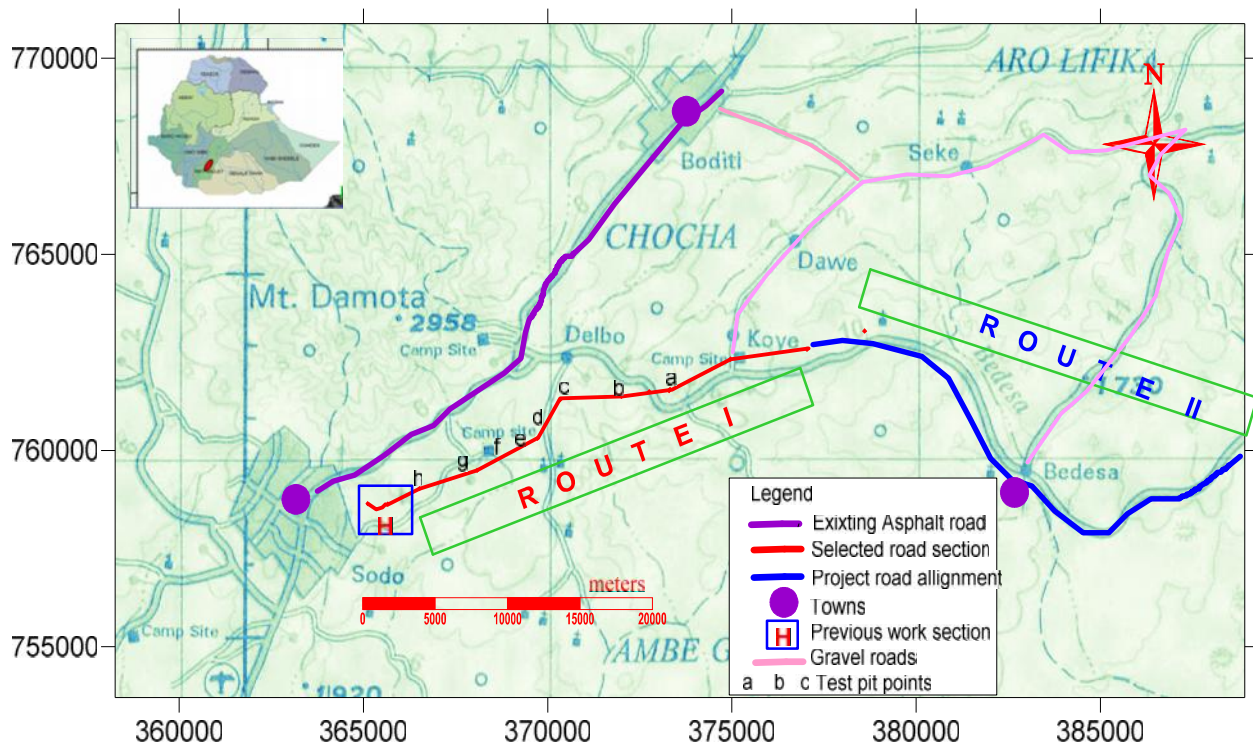 770000
765000
760000
755000
360000
365000
370000
375000
380000
385000
ARO LIFIKA
N
Boditi
Seke
CHOCHA
Dawe
Mt. Damota
2958
Camp Site
Delbo
Koye
Camp Site
Bedesa
1730
ROUTE II
c b a
d
e
f
g
h
Camp site
ROUTE I
H
Bedesa
Sodo
meters
0 5000 10000 15000 20000
Camp Site
YAMBE G
1920
Legend
Exixting Asphalt road
Selected road section
Project road allignment
Towns
H Previous work section
Gravel roads
a b c Test pit points